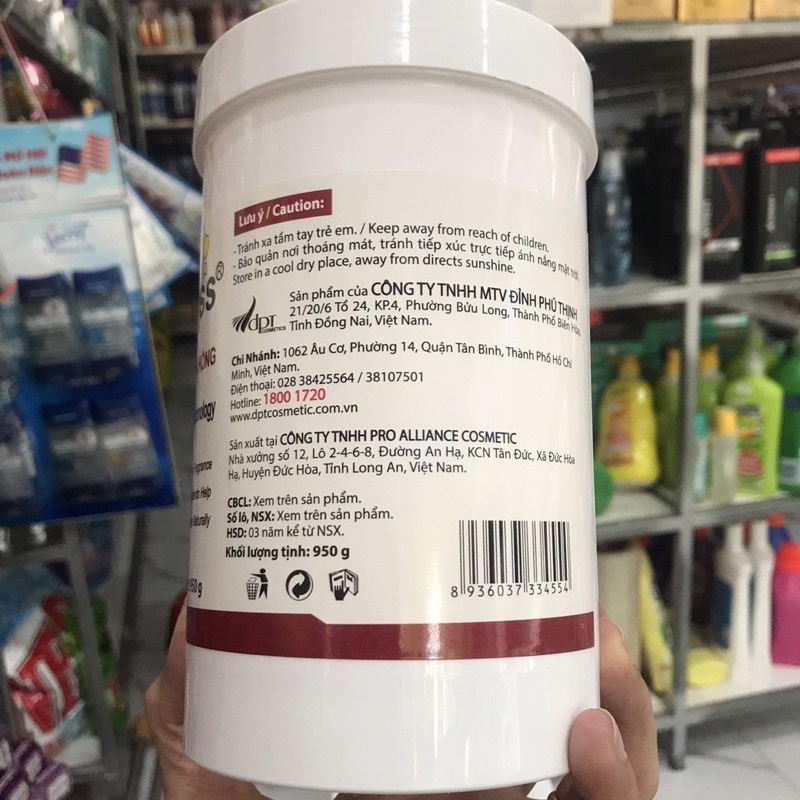 Lưu ý / Caution:
- Tránh xa tầm tay trẻ em. / Keep away from reach of children.
- Bảo quản nơi thoáng mát, tránh tiếp xúc trực tiếp ánh nắng mặt trời.
Store in a cool dry place, away from directs sunshine.
dpt
COSMETICS
Sản phẩm của CÔNG TY TNHH MTV ĐỈNH PHÚ THỊNH
21/20/6 Tổ 24, KP.4, Phường Bửu Long, Thành Phố Biên Hòa,
Tỉnh Đồng Nai, Việt Nam.
Chi Nhánh: 1062 Âu Cơ, Phường 14, Quận Tân Bình, Thành Phố Hồ Chí
Minh, Việt Nam.
Điện thoại: 028 38425564 / 38107501
Hotline: 1800 1720
www.dptcosmetic.com.vn
Sản xuất tại CÔNG TY TNHH PRO ALLIANCE COSMETIC
Nhà xưởng số 12, Lô 2-4-6-8, Đường An Hạ, KCN Tân Đức, Xã Đức Hòa
Hạ, Huyện Đức Hòa, Tỉnh Long An, Việt Nam.
CBCL: Xem trên sản phẩm.
Số lô, NSX: Xem trên sản phẩm.
HSD: 03 năm kể từ NSX.
Khối lượng tịnh: 950 g
8 936037 334554
to Help
Naturally
Secret